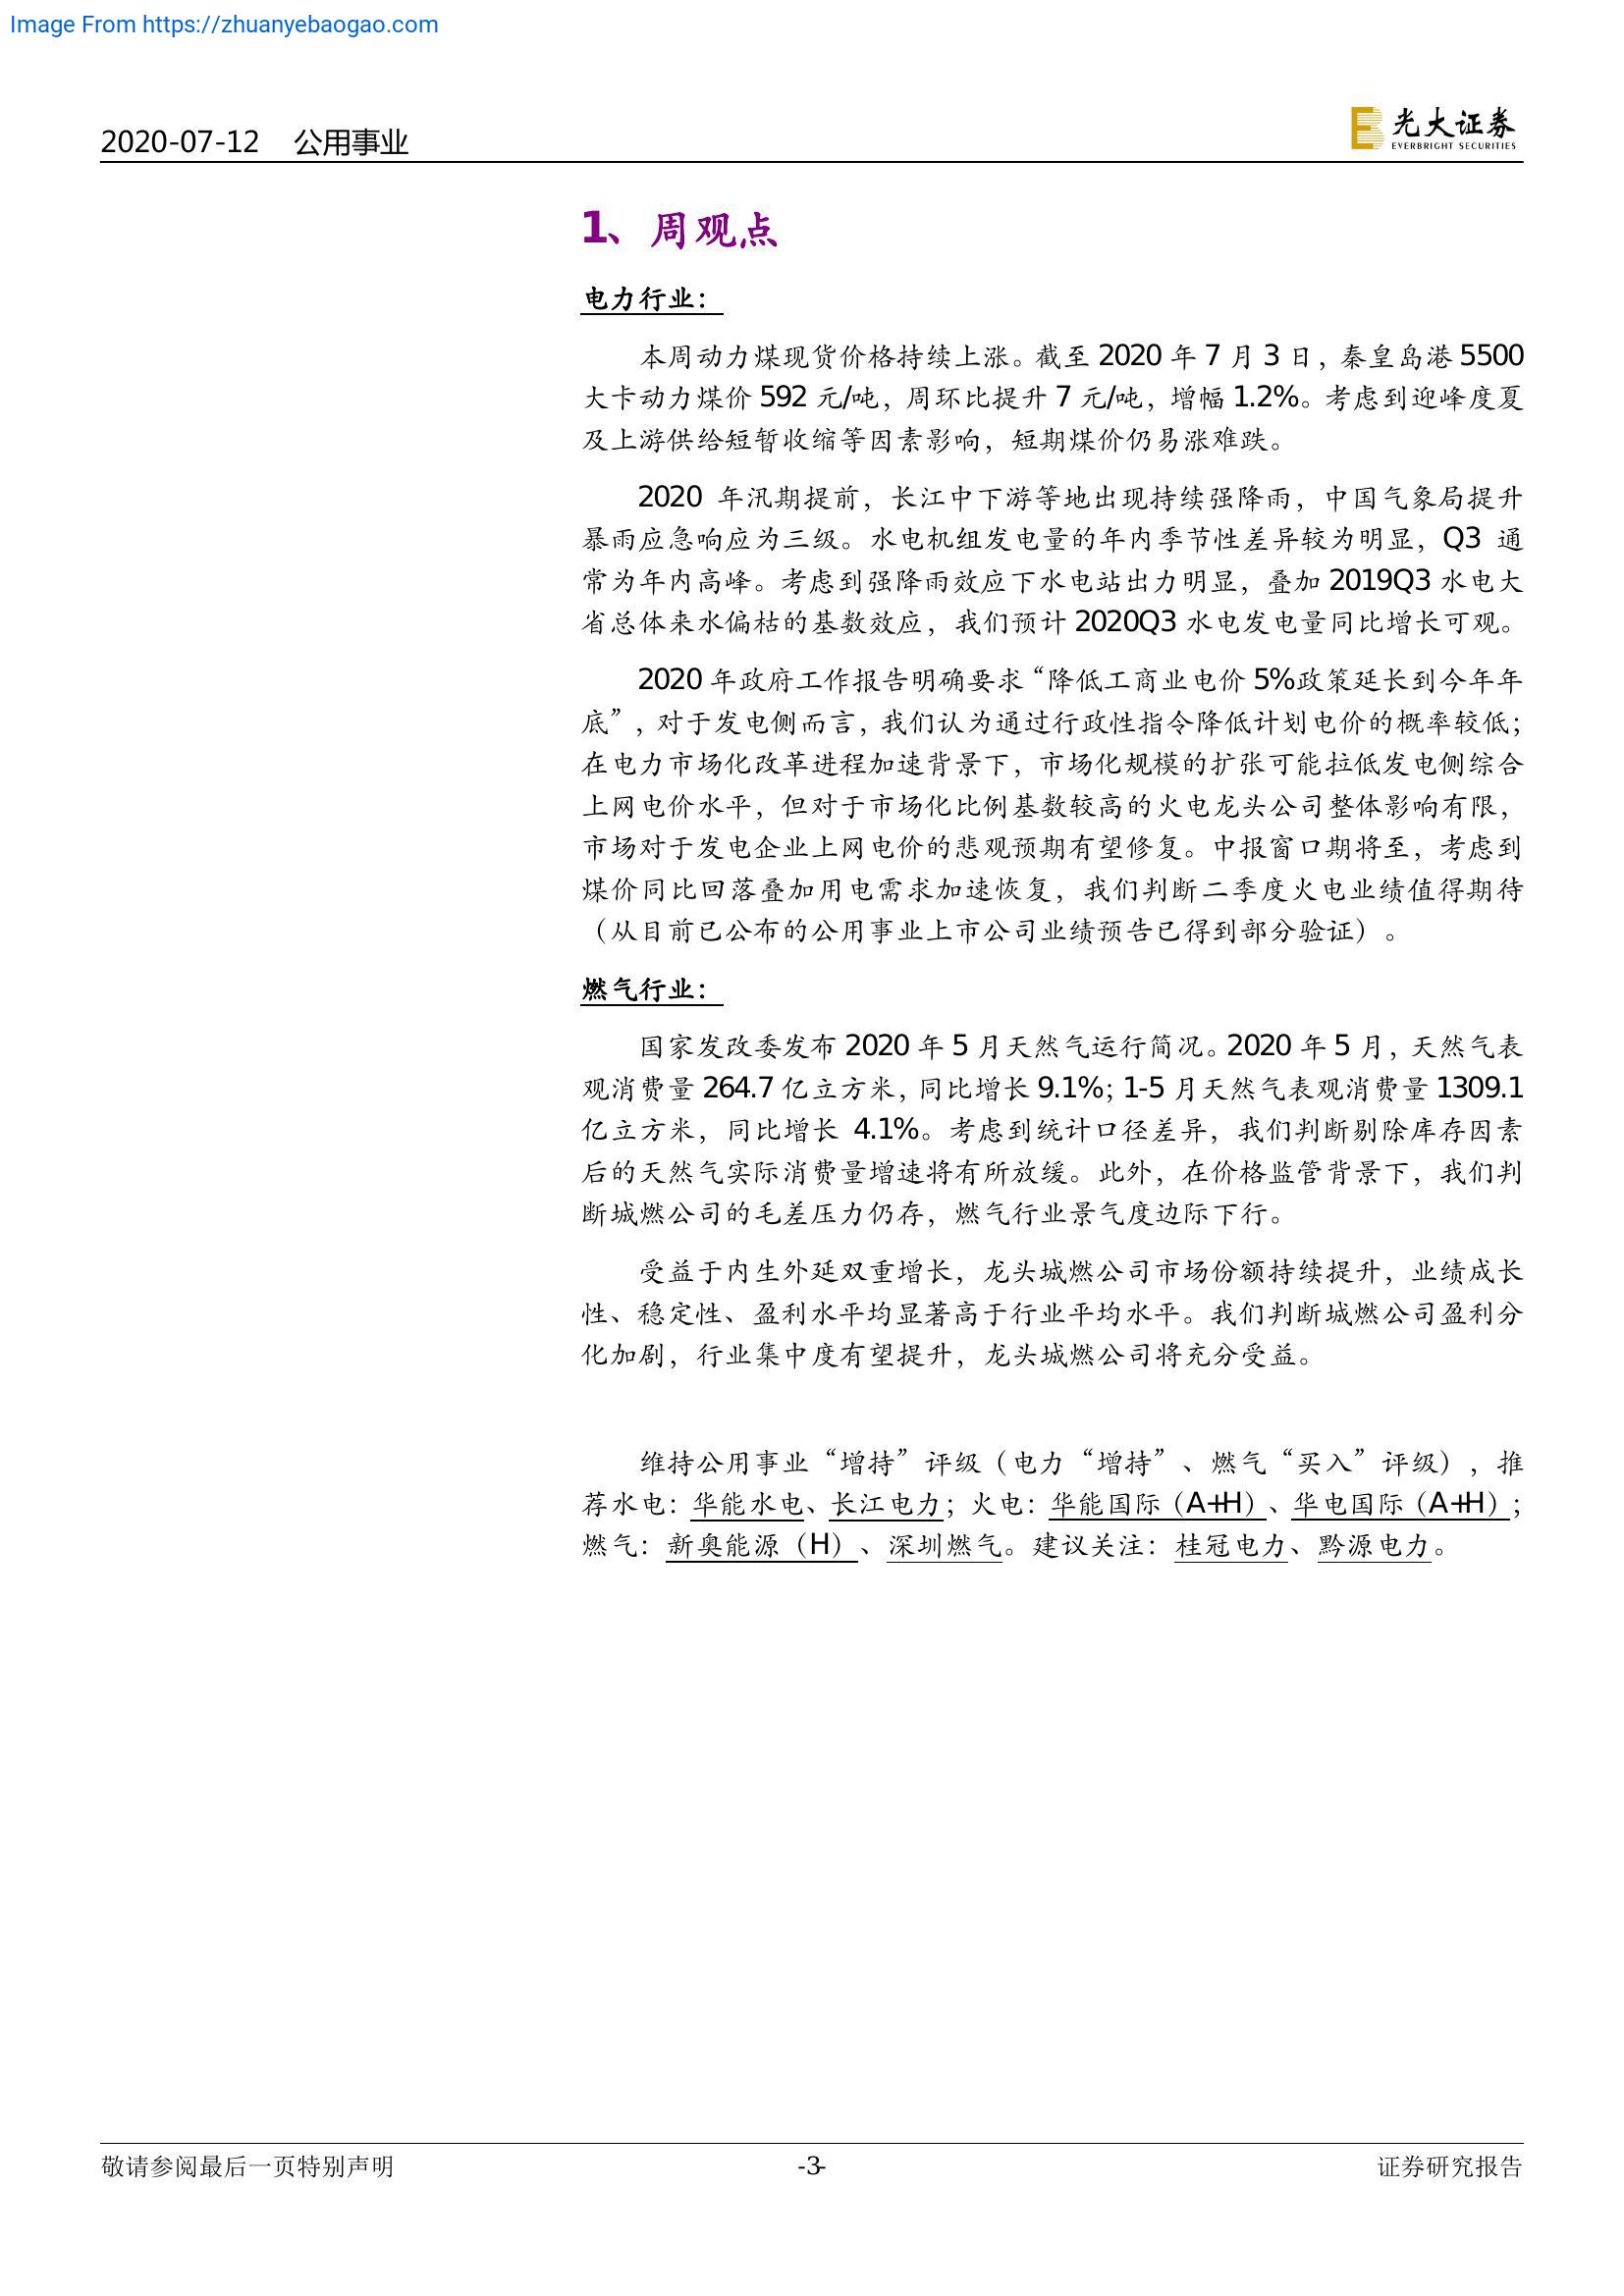 Image From https://zhuanyebaogao.com
2020-07-12 公用事业
光大证券
EVERBRIGHT SECURITIES
1、周观点
电力行业：
本周动力煤现货价格持续上涨。截至 2020 年 7 月 3 日，秦皇岛港 5500
大卡动力煤价 592 元/吨，周环比提升 7 元/吨，增幅 1.2%。考虑到迎峰度夏
及上游供给短暂收缩等因素影响，短期煤价仍易涨难跌。
2020 年汛期提前，长江中下游等地出现持续强降雨，中国气象局提升
暴雨应急响应为三级。水电机组发电量的年内季节性差异较为明显，Q3 通
常为年内高峰。考虑到强降雨效应下水电站出力明显，叠加 2019Q3 水电大
省总体来水偏枯的基数效应，我们预计 2020Q3 水电发电量同比增长可观。
2020 年政府工作报告明确要求“降低工商业电价 5%政策延长到今年年
底”，对于发电侧而言，我们认为通过行政性指令降低计划电价的概率较低；
在电力市场化改革进程加速背景下，市场化规模的扩张可能拉低发电侧综合
上网电价水平，但对于市场化比例基数较高的火电龙头公司整体影响有限，
市场对于发电企业上网电价的悲观预期有望修复。中报窗口期将至，考虑到
煤价同比回落叠加用电需求加速恢复，我们判断二季度火电业绩值得期待
（从目前已公布的公用事业上市公司业绩预告已得到部分验证）。
燃气行业：
国家发改委发布 2020 年 5 月天然气运行简况。2020 年 5 月，天然气表
观消费量 264.7 亿立方米，同比增长 9.1%；1-5 月天然气表观消费量 1309.1
亿立方米，同比增长 4.1%。考虑到统计口径差异，我们判断剔除库存因素
后的天然气实际消费量增速将有所放缓。此外，在价格监管背景下，我们判
断城燃公司的毛差压力仍存，燃气行业景气度边际下行。
受益于内生外延双重增长，龙头城燃公司市场份额持续提升，业绩成长
性、稳定性、盈利水平均显著高于行业平均水平。我们判断城燃公司盈利分
化加剧，行业集中度有望提升，龙头城燃公司将充分受益。
维持公用事业“增持”评级（电力“增持”、燃气“买入”评级），推
荐水电：华能水电、长江电力；火电：华能国际（A+H）、华电国际（A+H）；
燃气：新奥能源（H）、深圳燃气。建议关注：桂冠电力、黔源电力。
敬请参阅最后一页特别声明 -3- 证券研究报告